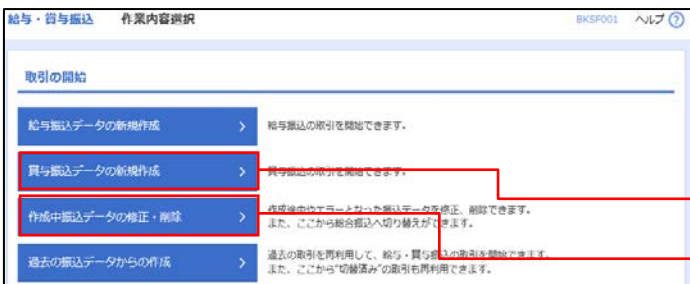 給与・賞与振込 作業内容選択 BKSF001 ヘルプ ?
取引の開始
給与振込データの新規作成 >
給与振込の取引を開始できます。
賞与振込データの新規作成 >
賞与振込の取引を開始できます。
作成中振込データの修正・削除 >
作成途中やエラーとなった振込データを修正、削除できます。
また、ここから総合振込へ切り替えができます。
過去の振込データからの作成 >
過去の取引を再利用して、給与・賞与振込の取引を開始できます。
また、ここから"切替済み"の取引も再利用できます。